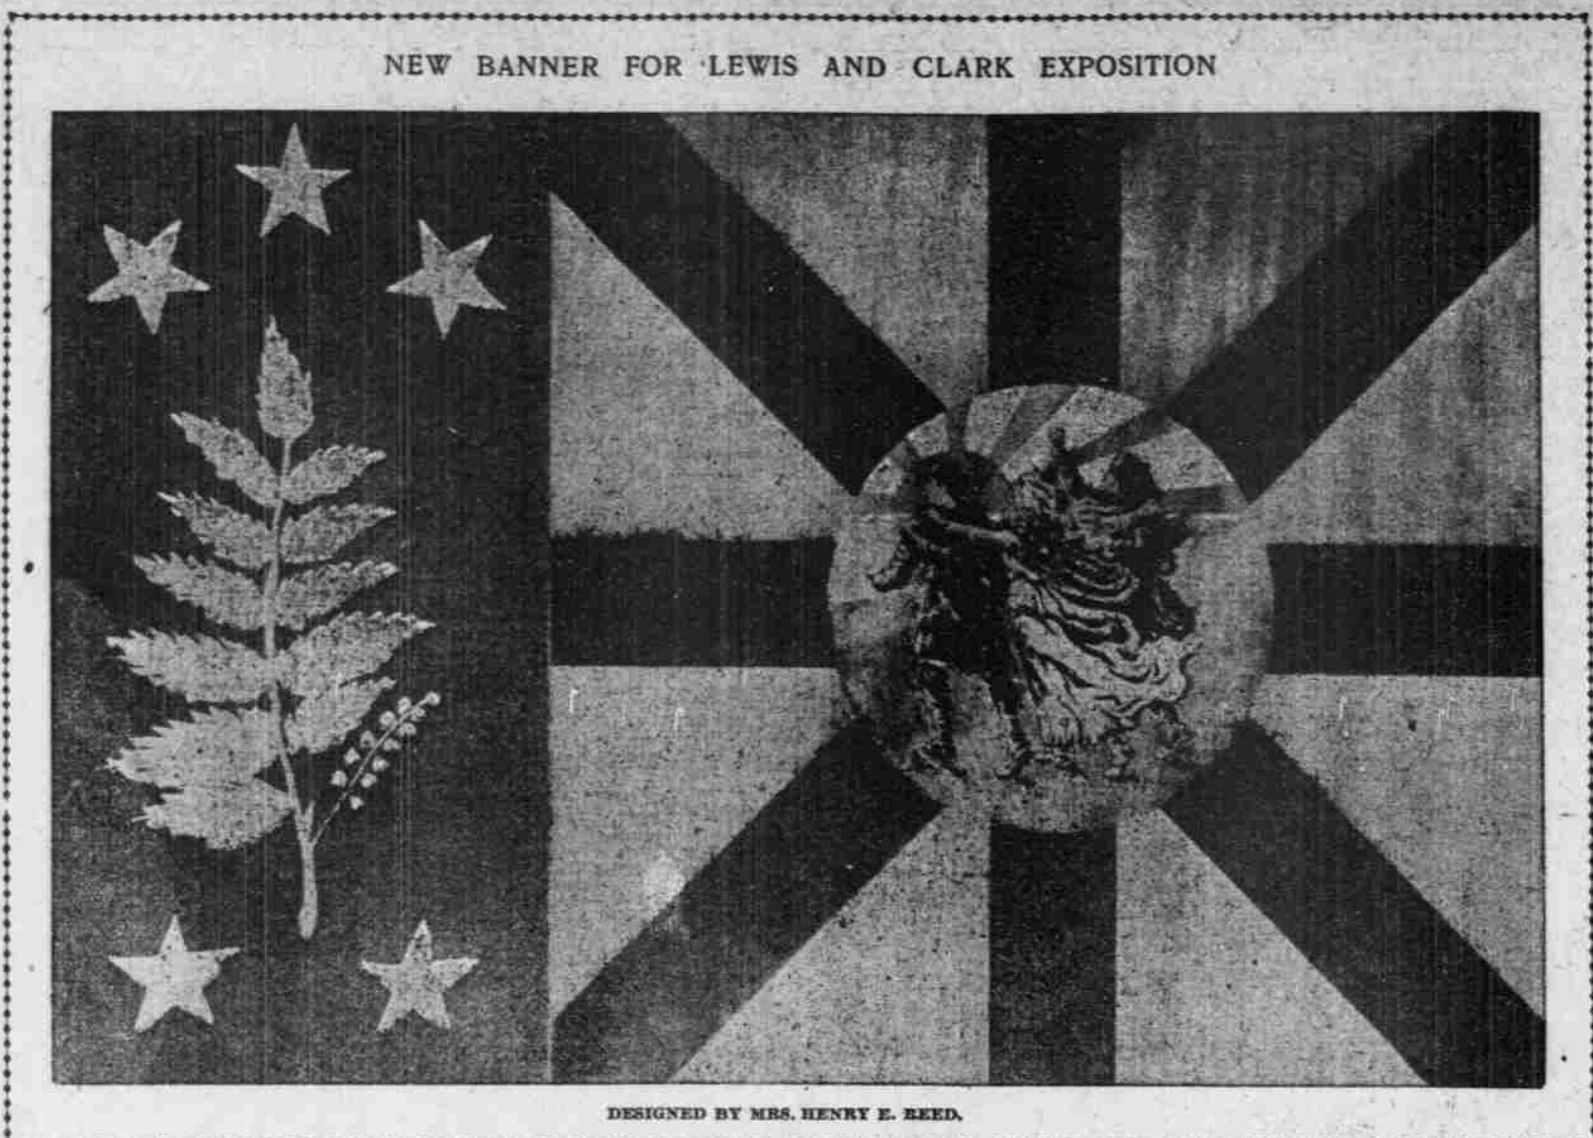 NEW BANNER FOR LEWIS AND CLARK EXPOSITION
DESIGNED BY MRS. HENRY E. REED.